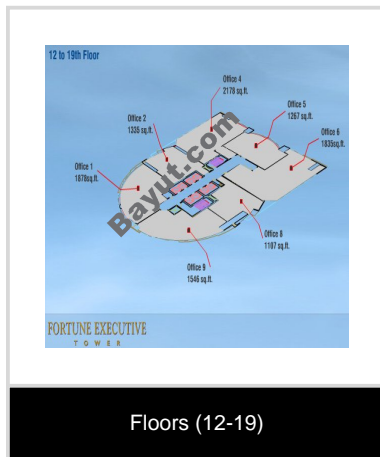 12 to 19th Floor
Office 4
2178 sq.ft.
Office 5
1267 sq.ft.
Office 2
1335 sq.ft.
Office 6
1835sq.ft.
Office 1
1878sq.ft.
Bayut.com
Office 8
1107 sq.ft.
Office 9
1546 sq.ft.
FORTUNE EXECUTIVE
TOWER
Floors (12-19)